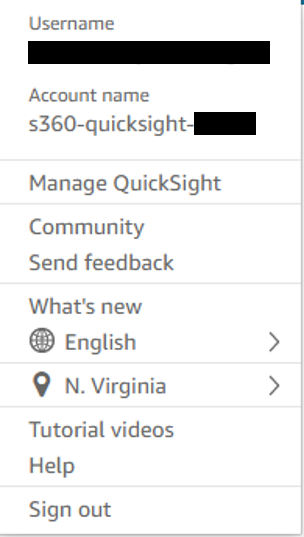 Username
Account name
s360-quicksight-
Manage QuickSight
Community
Send feedback
What's new
English
N. Virginia
Tutorial videos
Help
Sign out